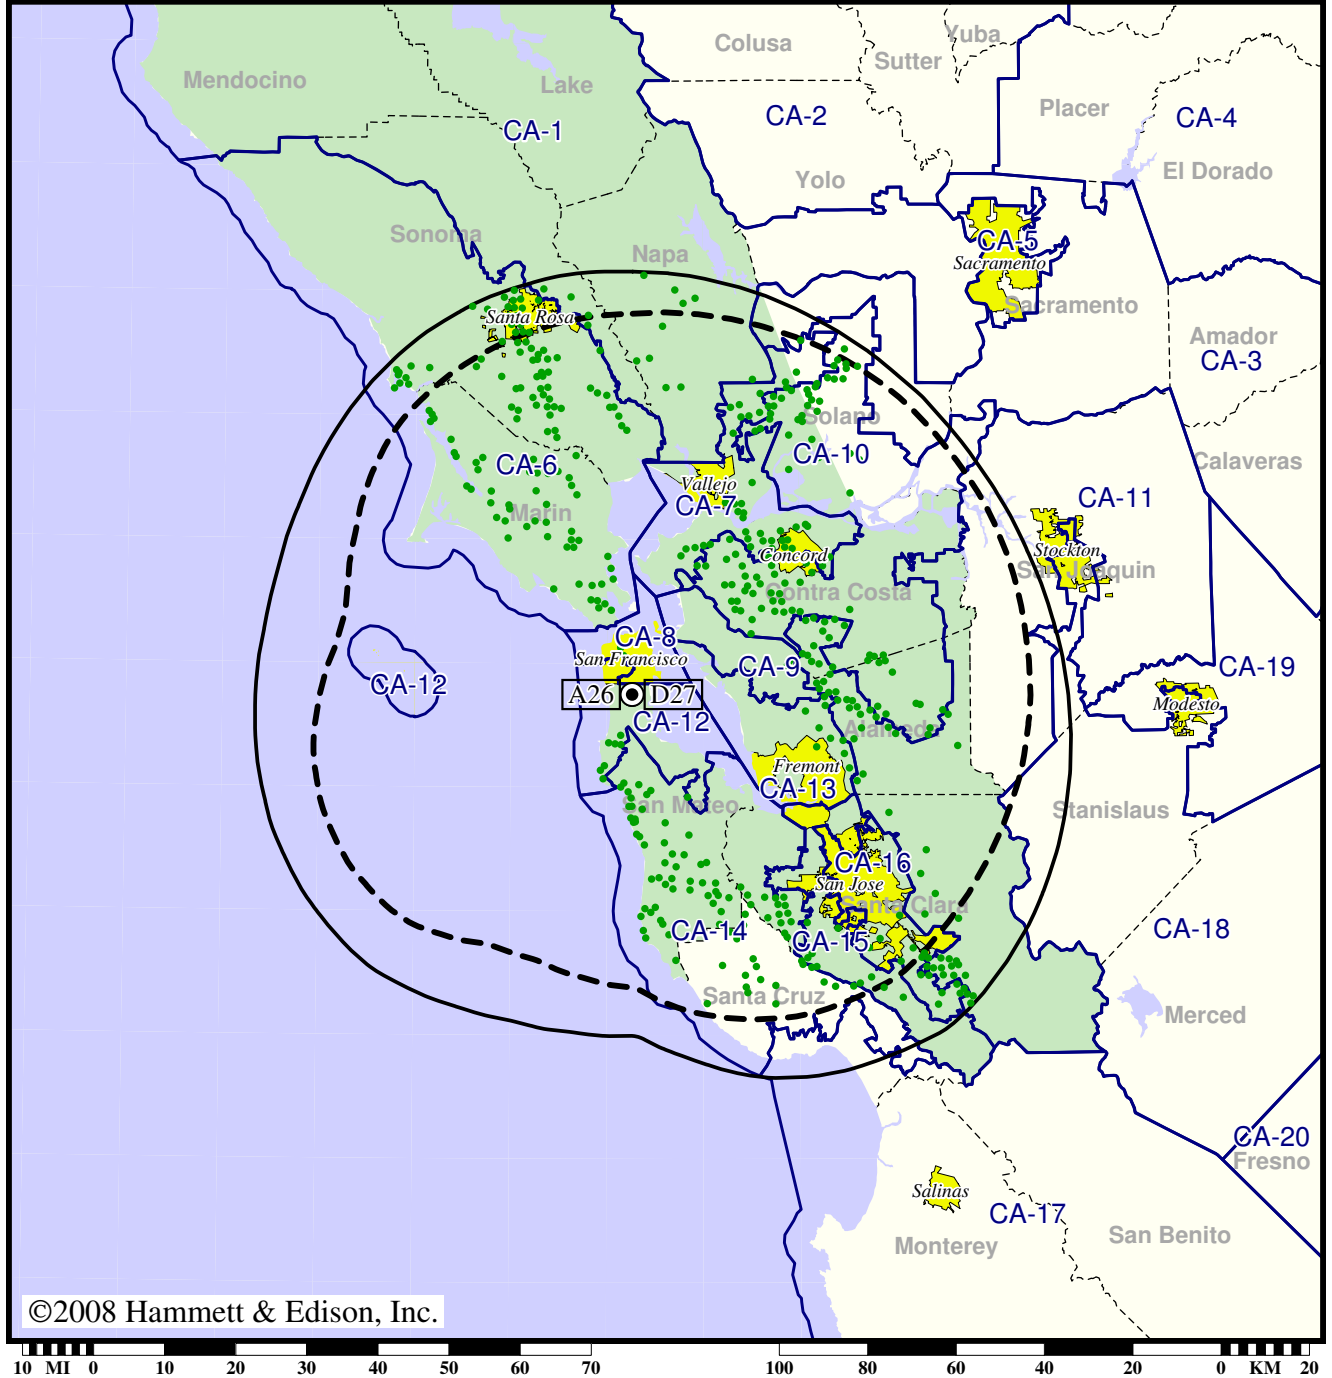 Colusa
Yuba
Sutter
Mendocino
Lake
Placer
CA-2
CA-4
CA-1
El Dorado
Yolo
Sonoma
Napa
CA-5
Sacramento
Sacramento
Santa Rosa
Amador
CA-3
Solano
CA-10
CA-6
Calaveras
Vallejo
CA-7
CA-11
Marin
Concord
Stockton
San Joaquin
Contra Costa
CA-8
San Francisco
CA-9
CA-19
CA-12
A26
D27
Modesto
CA-12
Alameda
Fremont
CA-13
San Mateo
Stanislaus
CA-16
San Jose
Santa Clara
CA-14
CA-15
CA-18
Santa Cruz
Merced
CA-20
Fresno
Salinas
CA-17
Monterey
San Benito
©2008 Hammett & Edison, Inc.
10 MI 0 10 20 30 40 50 60 70 100 80 60 40 20 0 KM 20